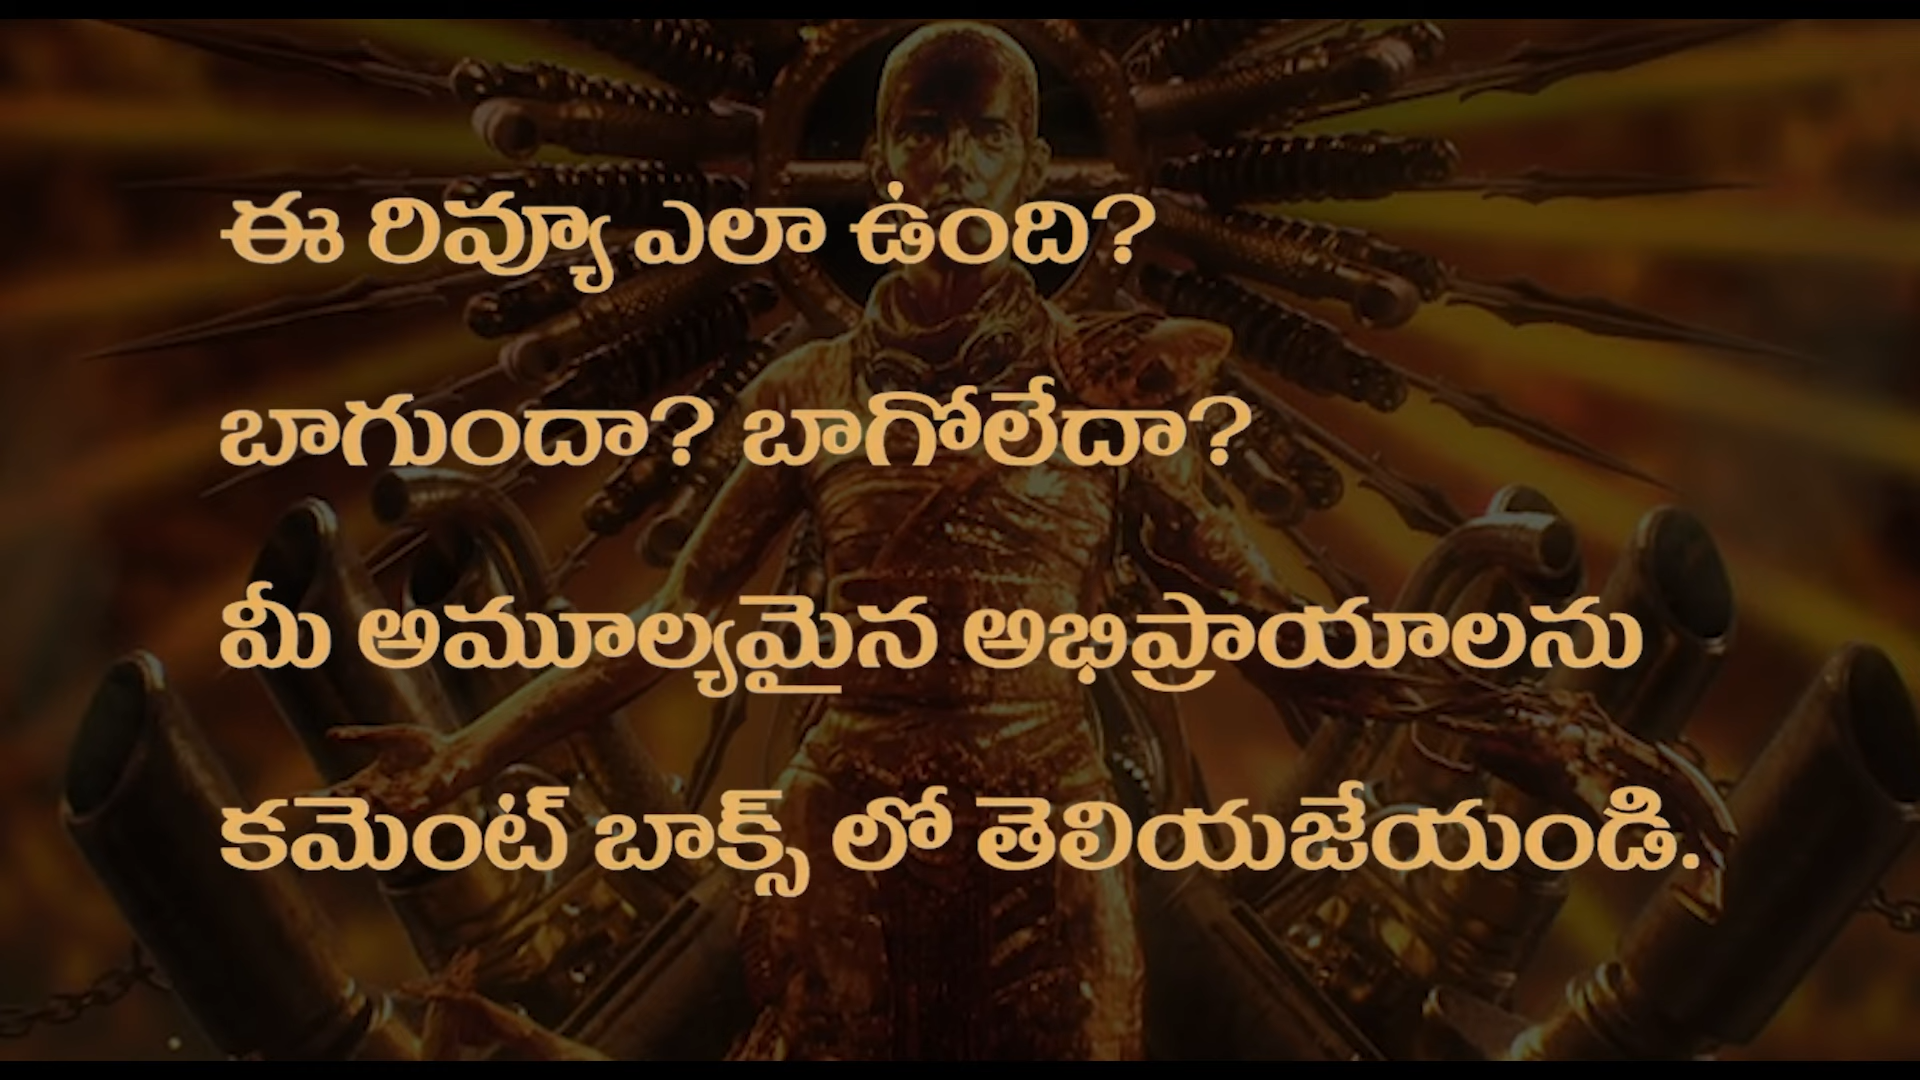 ఈ రివ్యూ ఎలా ఉంది?
బాగుందా? బాగోలేదా?
మీ అమూల్యమైన అభిప్రాయాలను
కమెంట్ బాక్స్ లో తెలియజేయండి.